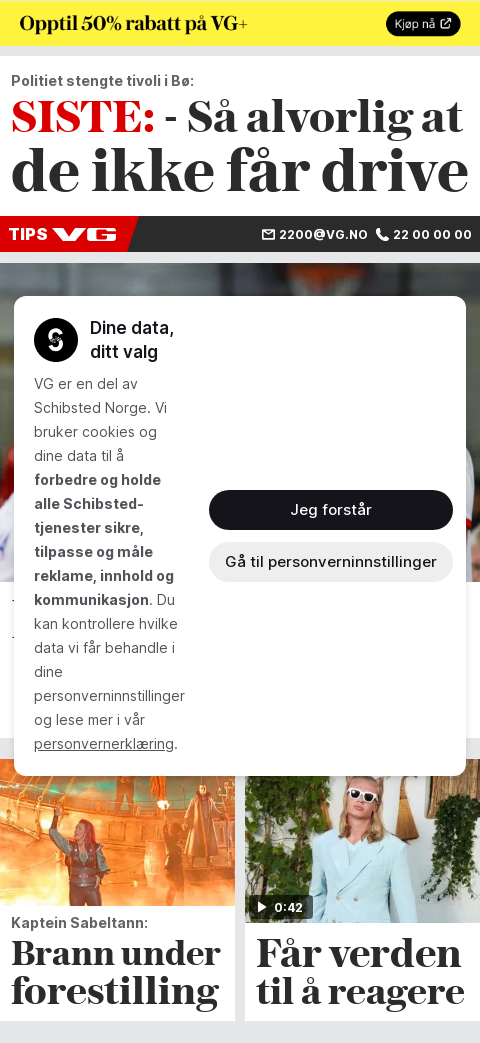 Opptil 50% rabatt på VG+
Kjøp nå
Politiet stengte tivoli i Bø:
SISTE: - Så alvorlig at
de ikke får drive
TIPS VG
2200@VG.NO
22 00 00 00
Dine data,
ditt valg
VG er en del av
Schibsted Norge. Vi
bruker cookies og
dine data til å
forbedre og holde
alle Schibsted-
tjenester sikre,
tilpasse og måle
reklame, innhold og
kommunikasjon. Du
kan kontrollere hvilke
data vi får behandle i
dine
personverninnstillinger
og lese mer i vår
personvernerklæring.
Jeg forstår
Gå til personverninnstillinger
Kaptein Sabeltann:
Brann under
forestilling
0:42
Får verden
til å reagere